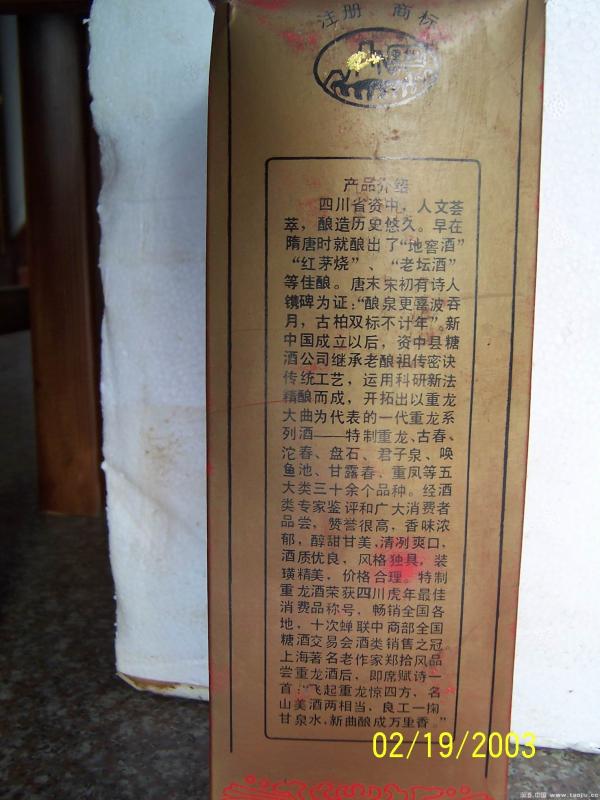 注册 商标
产品介绍
四川省资中，人文荟
萃，酿造历史悠久。早在
隋唐时就酿出了“地窖酒”
“红茅烧”、“老坛酒”
等佳酿。唐末宋初有诗人
镌碑为证：“酿泉更喜波吞
月，古柏双标不计年”。新
中国成立以后，资中县糖
酒公司继承老酿祖传密诀
传统工艺，运用科研新法
精酿而成，开拓出以重龙
大曲为代表的一代重龙系
列酒——特制重龙、古春、
沱春、盘石、君子泉、唤
鱼池、甘露春、重凤等五
大类三十余个品种。经酒
类专家鉴评和广大消费者
品尝，赞誉很高，香味浓
郁，醇甜甘美，清冽爽口，
酒质优良，风格独具，装
璜精美，价格合理。特制
重龙酒荣获四川虎年最佳
消费品称号，畅销全国各
地，十次蝉联中商部全国
糖酒交易会酒类销售之冠。
上海著名老作家郑拾风品
尝重龙酒后，即席赋诗一
首：“飞起重龙惊四方，名
山美酒两相当，良工一掬
甘泉水，新曲酿成万里香。”
02/19/2003
淘巨.中国 www.taoju.cc